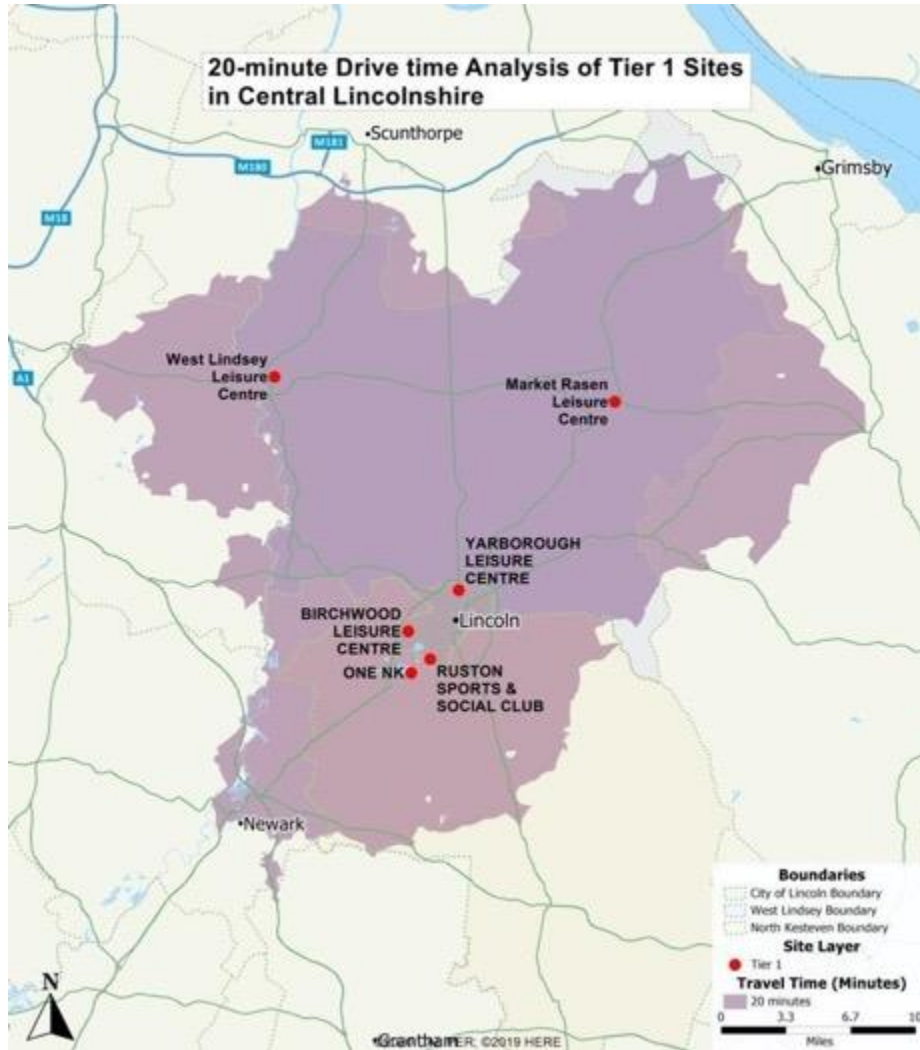 20-minute Drive time Analysis of Tier 1 Sites
in Central Lincolnshire
Scunthorpe
M181
M180
Grimsby
M18
West Lindsey
Leisure
Centre
A1
Market Rasen
Leisure
Centre
YARBOROUGH
LEISURE
CENTRE
BIRCHWOOD
LEISURE
CENTRE
Lincoln
ONE NK
RUSTON
SPORTS &
SOCIAL CLUB
Newark
Boundaries
City of Lincoln Boundary
West Lindsey Boundary
North Kesteven Boundary
Site Layer
Tier 1
Travel Time (Minutes)
20 minutes
0 3.3 6.7 10
Miles
N
Grantham
©2019 HERE